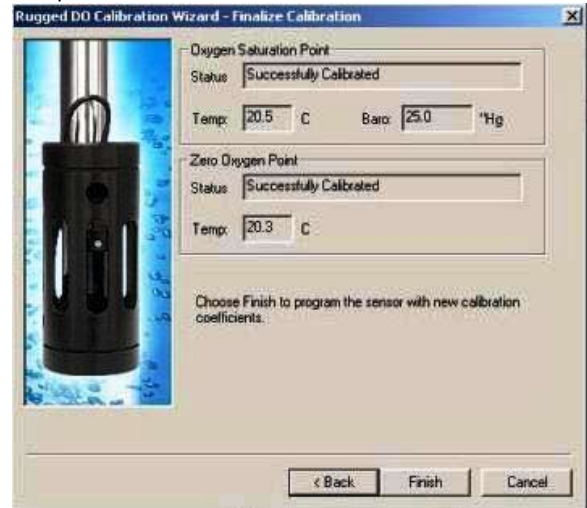 Rugged DO Calibration Wizard - Finalize Calibration
Oxygen Saturation Point
Status Successfully Calibrated
Temp: 20.5 C Baro: 25.0 "Hg
Zero Oxygen Point
Status Successfully Calibrated
Temp: 20.3 C
Choose Finish to program the sensor with new calibration
coefficients.
< Back Finish Cancel